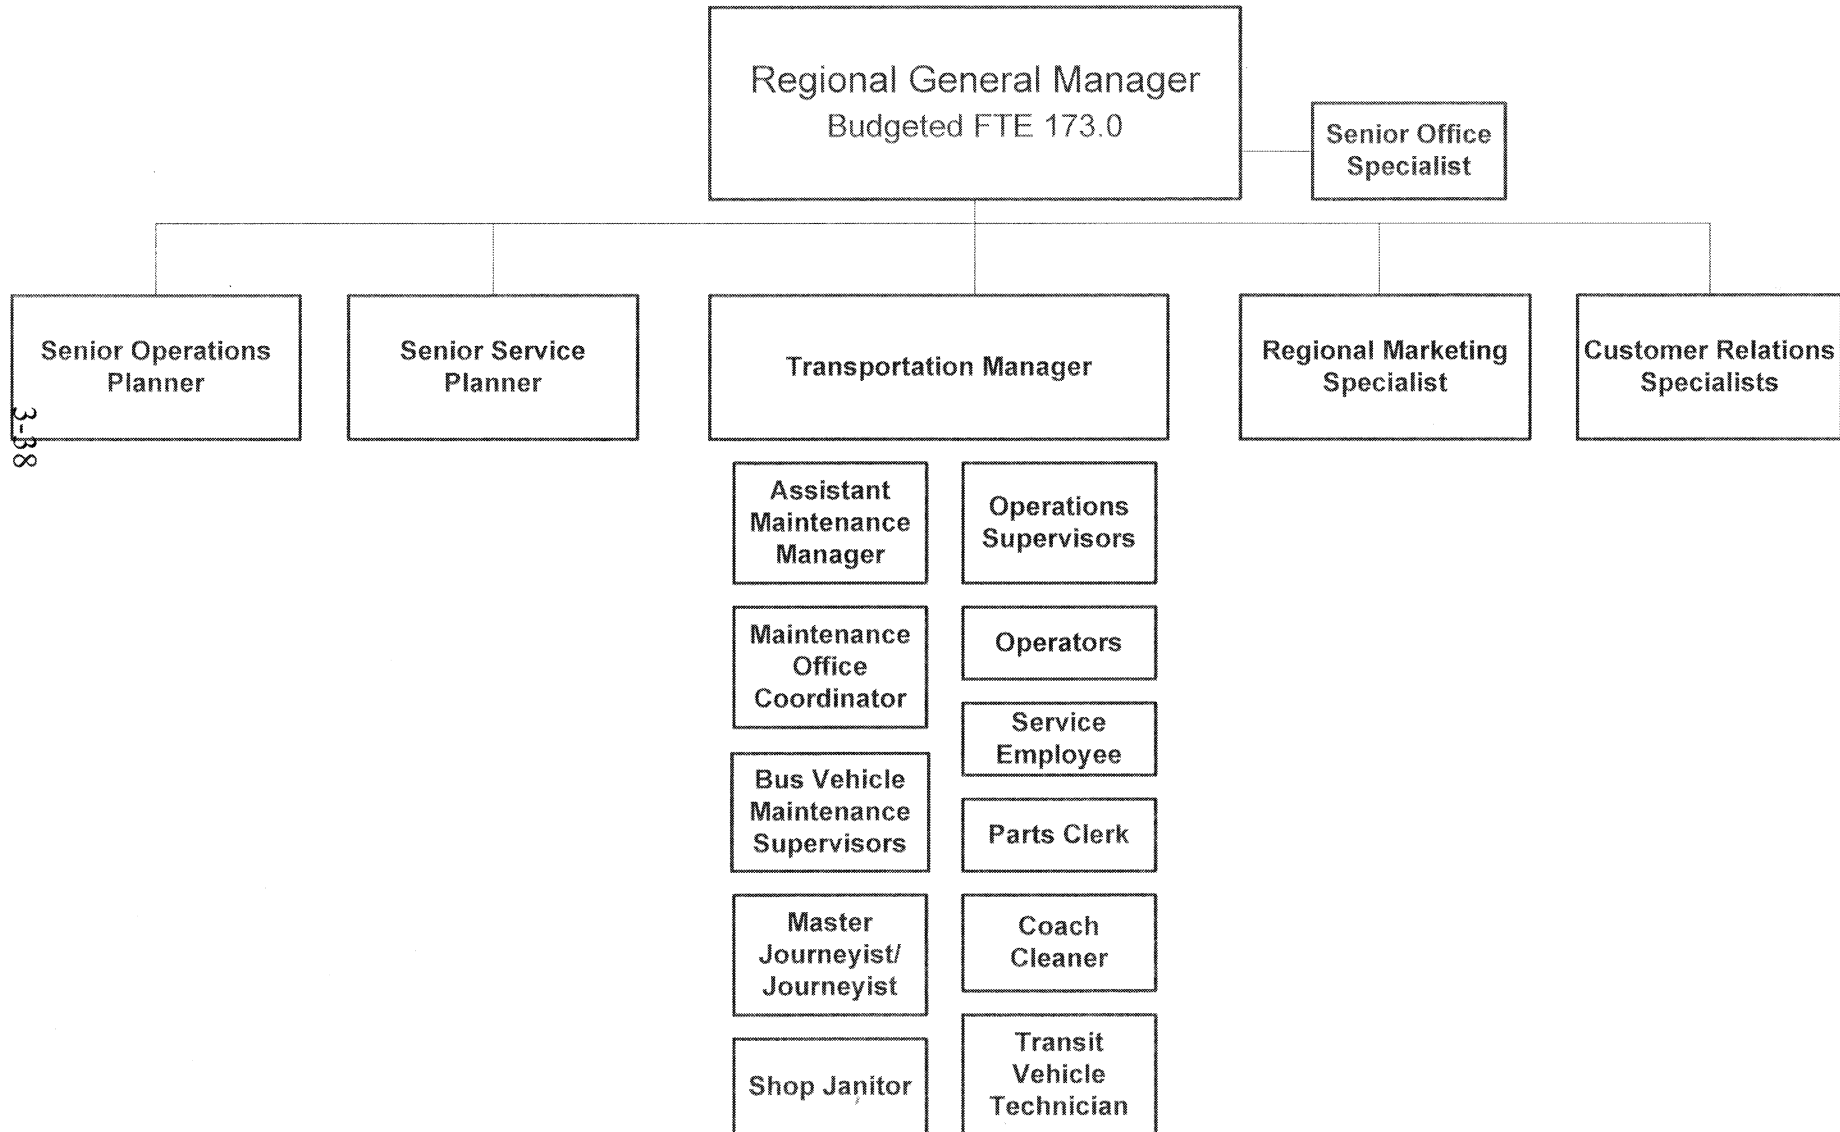 Regional General Manager
Budgeted FTE 173.0
Senior Office
Specialist
Senior Operations
Planner
Senior Service
Planner
Transportation Manager
Regional Marketing
Specialist
Customer Relations
Specialists
3-38
Assistant
Maintenance
Manager
Operations
Supervisors
Maintenance
Office
Coordinator
Operators
Service
Employee
Bus Vehicle
Maintenance
Supervisors
Parts Clerk
Master
Journeyist/
Journeyist
Coach
Cleaner
Shop Janitor
Transit
Vehicle
Technician